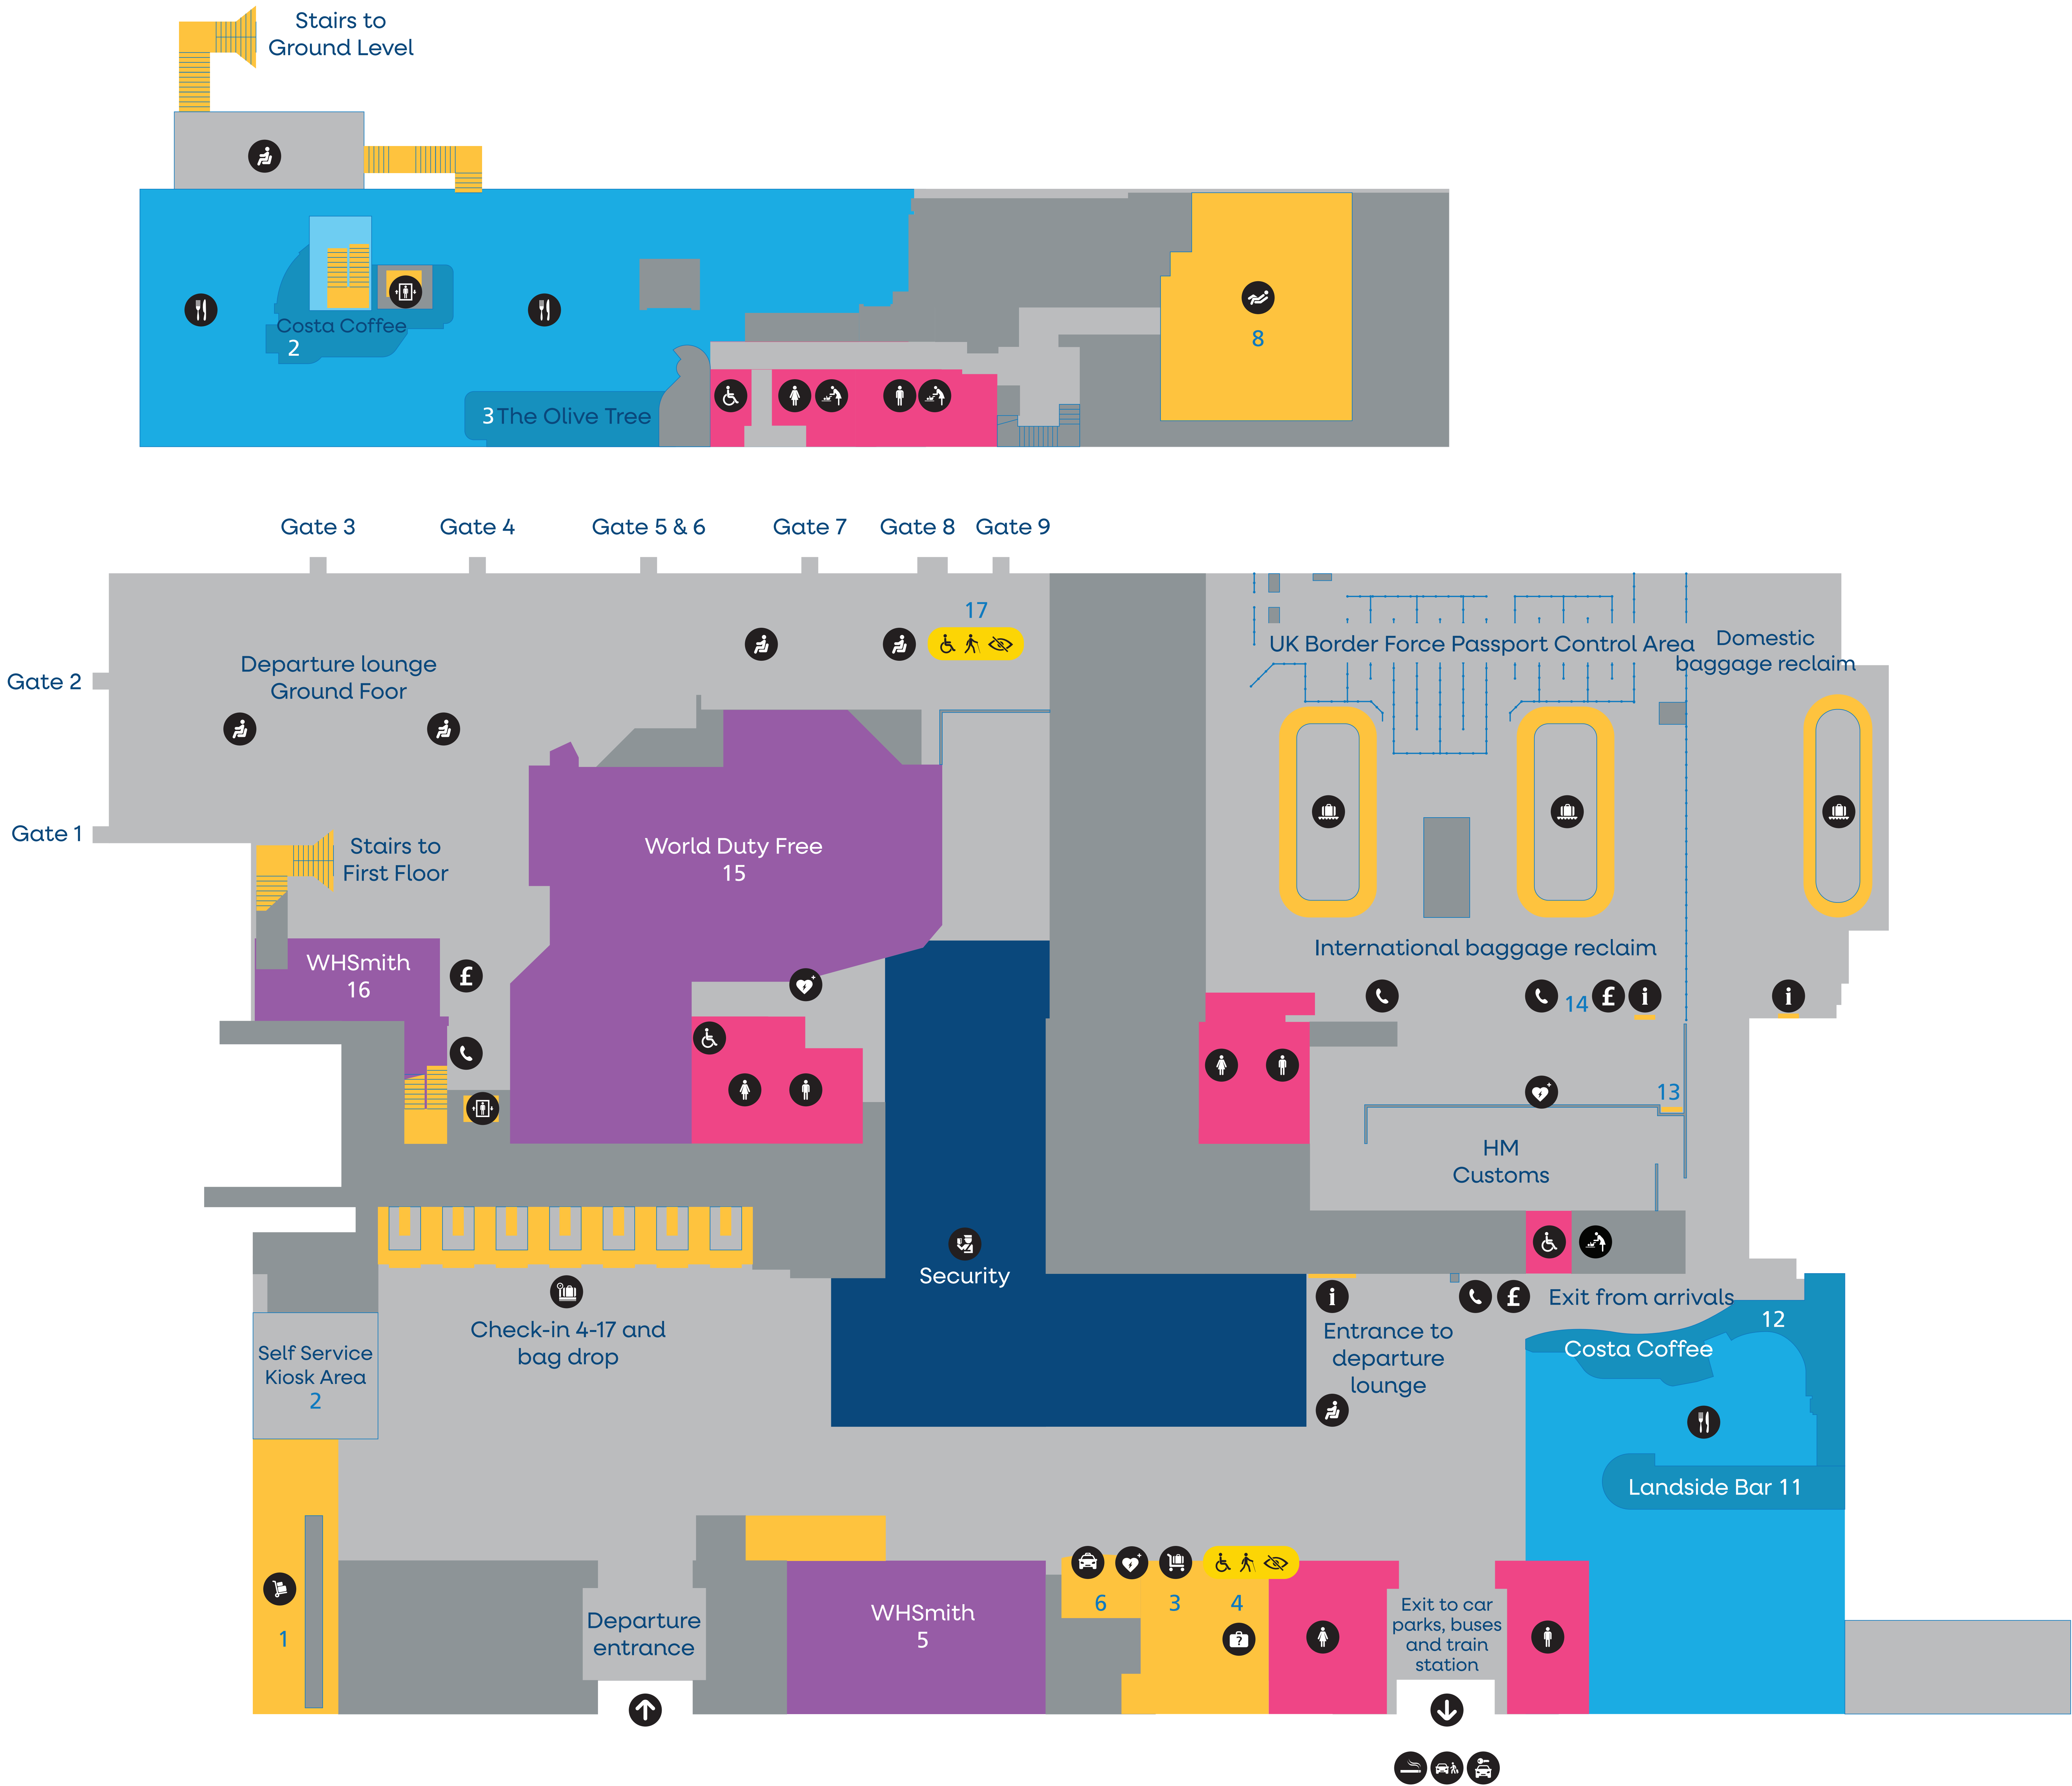 Stairs to
Ground Level
Costa Coffee
2
3 The Olive Tree
8
Gate 3
Gate 4
Gate 5 & 6
Gate 7
Gate 8
Gate 9
17
UK Border Force Passport Control Area
Domestic
baggage reclaim
Departure lounge
Ground Foor
Gate 2
Gate 1
Stairs to
First Floor
World Duty Free
15
WHSmith
16
£
International baggage reclaim
14
£
i
i
13
HM
Customs
Security
Check-in 4-17 and
bag drop
Self Service
Kiosk Area
2
i
£
Exit from arrivals
Entrance to
departure
lounge
12
Costa Coffee
Landside Bar 11
1
Departure
entrance
WHSmith
5
6
3
4
?
Exit to car
parks, buses
and train
station